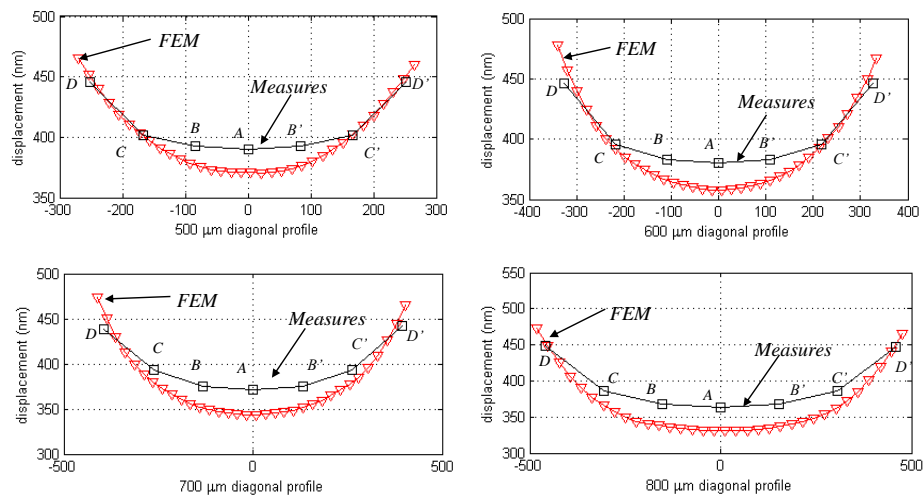 500
450
400
350
displacement (nm)
FEM
Measures
D
C
B
A
B'
C'
D'
-300 -200 -100 0 100 200 300
500 µm diagonal profile
500
450
400
350
displacement (nm)
FEM
Measures
D
C
B
A
B'
C'
D'
-400 -300 -200 -100 0 100 200 300 400
600 µm diagonal profile
500
450
400
350
300
displacement (nm)
FEM
Measures
D
C
B
A
B'
C'
D'
-500 0 500
700 µm diagonal profile
550
500
450
400
350
300
displacement (nm)
FEM
Measures
D
C
B
A
B'
C'
D'
-500 0 500
800 µm diagonal profile